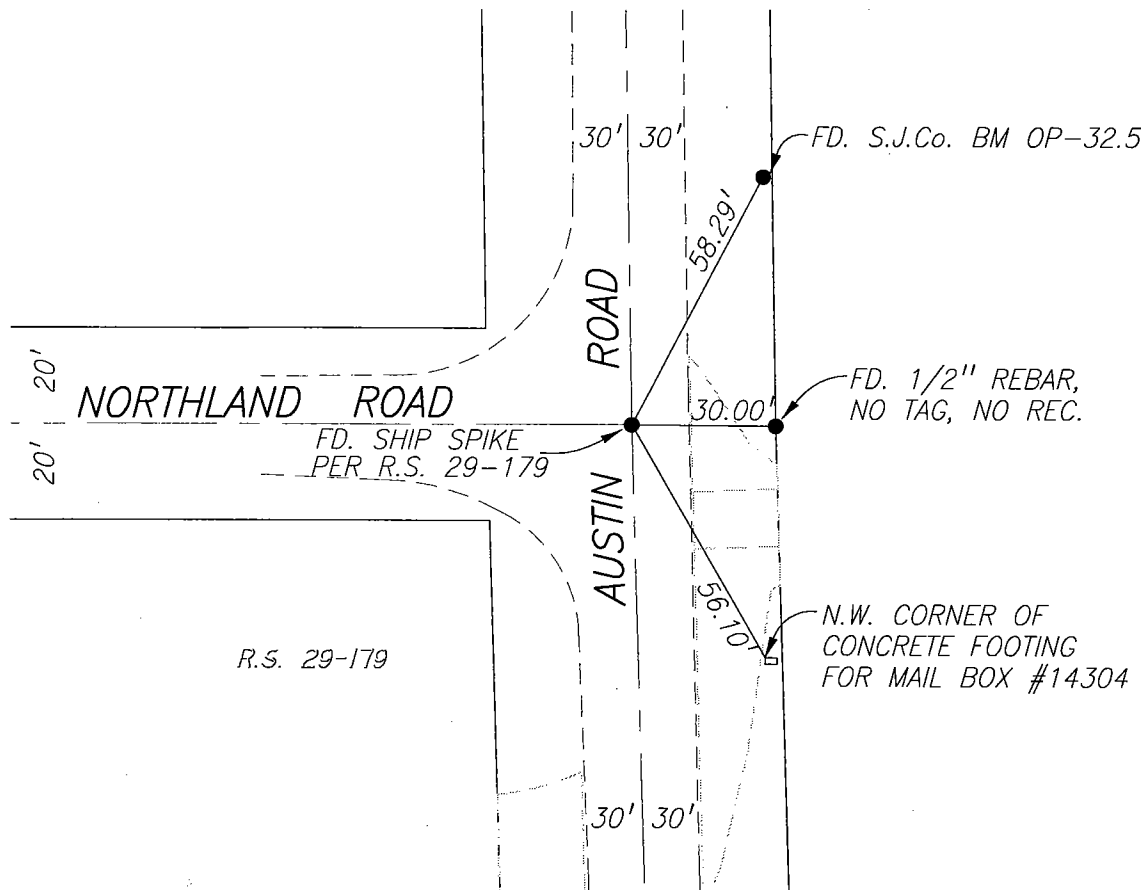 30' 30'
FD. S.J.Co. BM OP-32.5
58.29'
AUSTIN ROAD
20'
20'
NORTHLAND ROAD
FD. SHIP SPIKE
PER R.S. 29-179
30.00'
FD. 1/2" REBAR,
NO TAG, NO REC.
56.10'
N.W. CORNER OF
CONCRETE FOOTING
FOR MAIL BOX #14304
R.S. 29-179
30' 30'